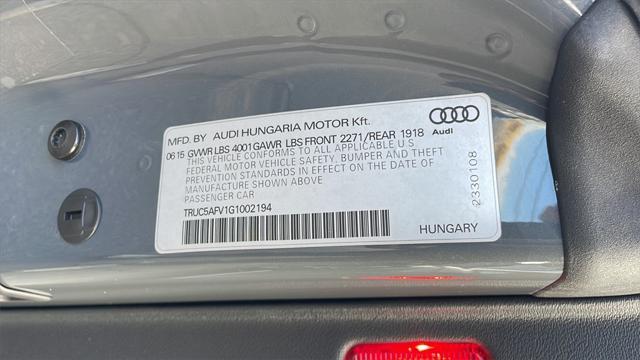 MFD. BY AUDI HUNGARIA MOTOR Kft.
Audi
06 15 GVWR LBS 4001 GAWR LBS FRONT 2271/REAR 1918
THIS VEHICLE CONFORMS TO ALL APPLICABLE U.S
FEDERAL MOTOR VEHICLE SAFETY, BUMPER AND THEFT
PREVENTION STANDARDS IN EFFECT ON THE DATE OF
MANUFACTURE SHOWN ABOVE
PASSENGER CAR
TRUC5AFV1G1002194
2330108
HUNGARY